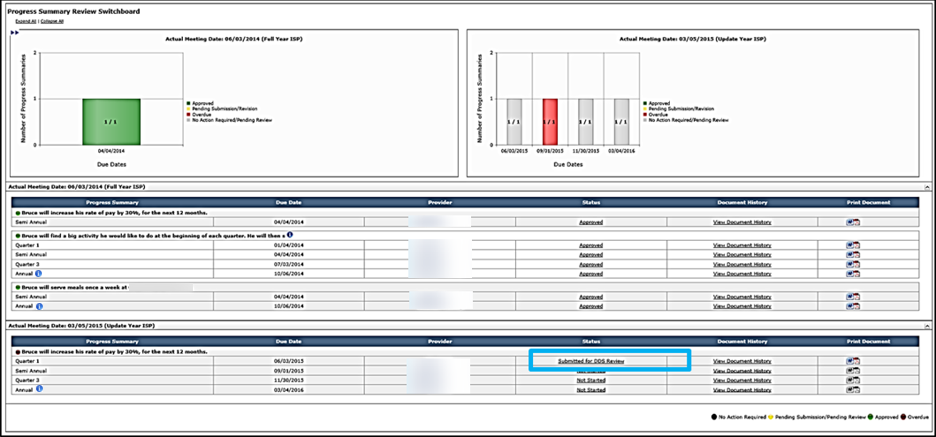 Progress Summary Review Switchboard
Expand All | Collapse All
Actual Meeting Date: 06/03/2014 (Full Year ISP)
Number of Progress Summaries
2
1
0
1 / 1
04/04/2014
Due Dates
Approved
Pending Submission/Revision
Overdue
No Action Required/Pending Review
Actual Meeting Date: 03/05/2015 (Update Year ISP)
Number of Progress Summaries
2
1
0
1 / 1 1 / 1 1 / 1 1 / 1
06/03/2015 09/01/2015 11/30/2015 03/04/2016
Due Dates
Approved
Pending Submission/Revision
Overdue
No Action Required/Pending Review
Actual Meeting Date: 06/03/2014 (Full Year ISP)
Progress Summary Due Date Provider Status Document History Print Document
Bruce will increase his rate of pay by 30%, for the next 12 months.
Semi Annual 04/04/2014 Approved View Document History
Bruce will find a big activity he would like to do at the beginning of each quarter. He will then a
Quarter 1 01/04/2014 Approved View Document History
Semi Annual 04/04/2014 Approved View Document History
Quarter 3 07/03/2014 Approved View Document History
Annual 10/06/2014 Approved View Document History
Bruce will serve meals once a week at
Semi Annual 04/04/2014 Approved View Document History
Annual 10/06/2014 Approved View Document History
Actual Meeting Date: 03/05/2015 (Update Year ISP)
Progress Summary Due Date Provider Status Document History Print Document
Bruce will increase his rate of pay by 30%, for the next 12 months.
Quarter 1 06/03/2015 Submitted for DDS Review View Document History
Semi Annual 09/01/2015 Not Started View Document History
Quarter 3 11/30/2015 Not Started View Document History
Annual 03/04/2016 Not Started View Document History
No Action Required Pending Submission/Pending Review Approved Overdue